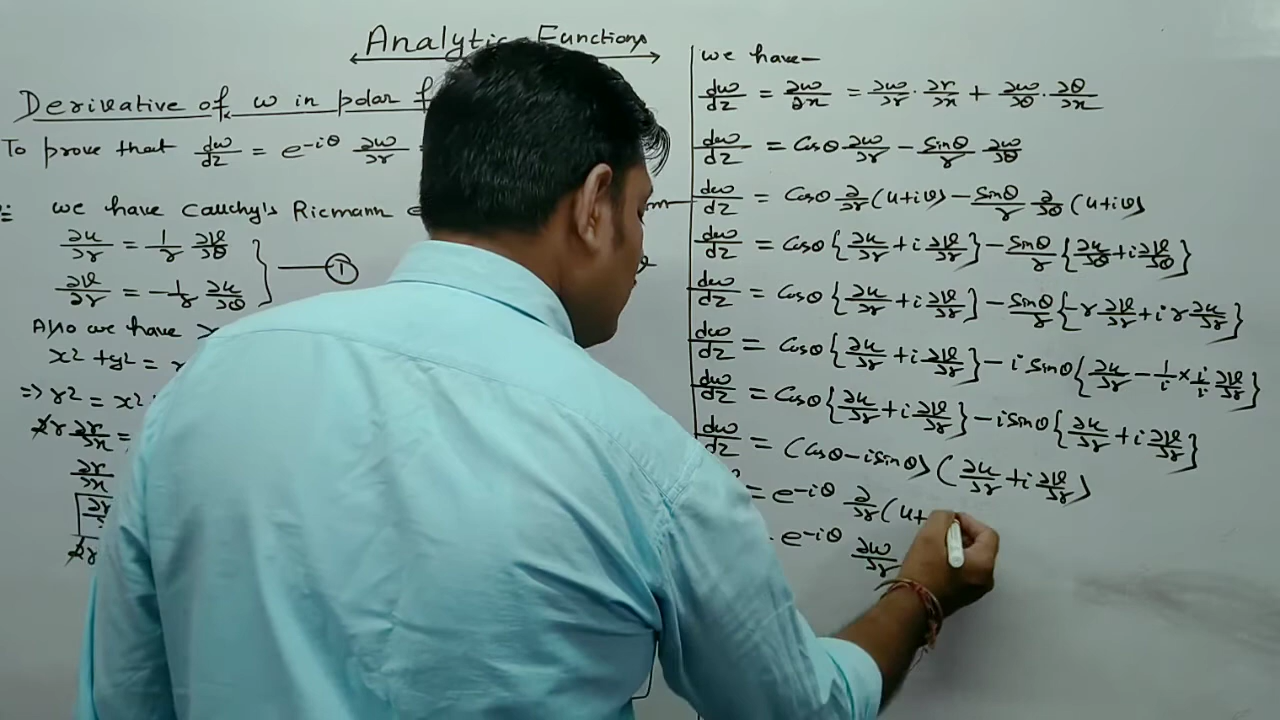 Analytic Functions
Derivative of w in polar f
To prove that dw/dz = e^-iθ ∂w/∂r =
we have Cauchy's Riemann
∂u/∂r = 1/r ∂v/∂θ
∂v/∂r = -1/r ∂u/∂θ
①
Also we have
x² + y² =
⇒ r² = x²
2r ∂r/∂x =
∂r/∂x
we have—
dw/dz = ∂w/∂x = ∂w/∂r · ∂r/∂x + ∂w/∂θ · ∂θ/∂x
dw/dz = Cosθ ∂w/∂r - Sinθ/r ∂w/∂θ
dw/dz = Cosθ ∂/∂r (u+iv) - Sinθ/r ∂/∂θ (u+iv)
dw/dz = Cosθ {∂u/∂r + i ∂v/∂r} - Sinθ/r {∂u/∂θ + i ∂v/∂θ}
dw/dz = Cosθ {∂u/∂r + i ∂v/∂r} - Sinθ/r {-r ∂v/∂r + i r ∂u/∂r}
dw/dz = Cosθ {∂u/∂r + i ∂v/∂r} - i Sinθ {∂u/∂r - 1/i × i/i ∂v/∂r}
dw/dz = Cosθ {∂u/∂r + i ∂v/∂r} - i Sinθ {∂u/∂r + i ∂v/∂r}
dw/dz = (Cosθ - i Sinθ) (∂u/∂r + i ∂v/∂r)
= e^-iθ ∂/∂r (u+
e^-iθ ∂w/∂r